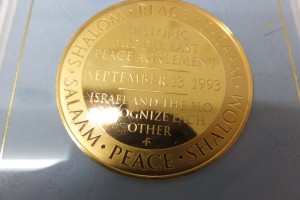 PEACE • SALAAM • SHALOM • PEACE • SALAAM • SHALOM •
HISTORIC
MIDDLE EAST
PEACE AGREEMENT
SEPTEMBER 13, 1993
ISRAEL AND THE PLO
RECOGNIZE EACH
OTHER